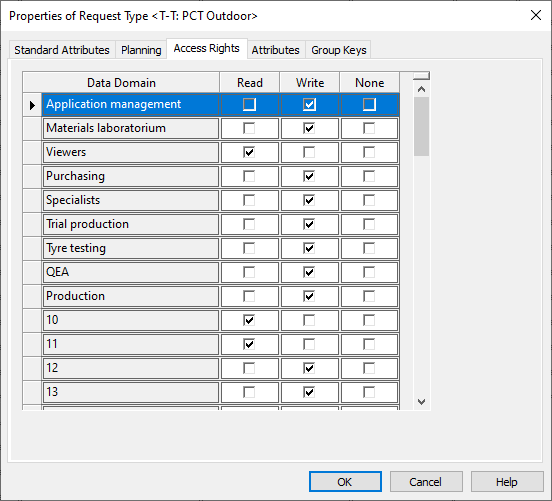 Properties of Request Type <T-T: PCT Outdoor>
Standard Attributes Planning Access Rights Attributes Group Keys
Data Domain Read Write None
Application management
Materials laboratorium
Viewers
Purchasing
Specialists
Trial production
Tyre testing
QEA
Production
10
11
12
13
OK Cancel Help